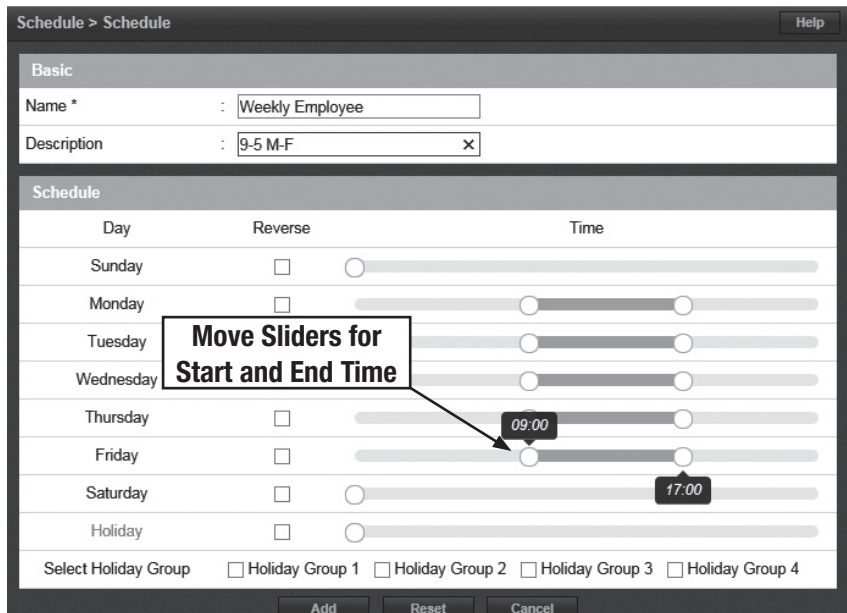 Schedule > Schedule Help
Basic
Name * : Weekly Employee
Description : 9-5 M-F ×
Schedule
Day Reverse Time
Sunday
Monday
Tuesday
Wednesday
Move Sliders for
Start and End Time
Thursday
09:00
Friday
17:00
Saturday
Holiday
Select Holiday Group Holiday Group 1 Holiday Group 2 Holiday Group 3 Holiday Group 4
Add Reset Cancel